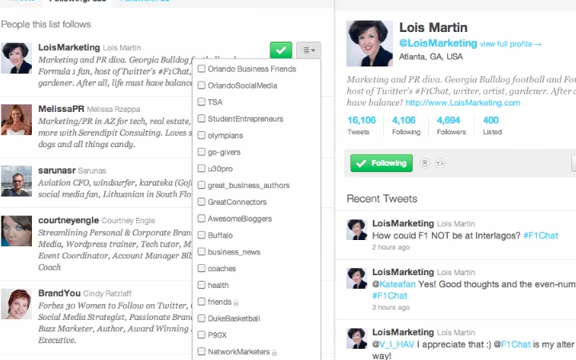 People this list follows
LoisMarketing Lois Martin
Marketing and PR diva. Georgia Bulldog
Formula 1 fan, host of Twitter's #F1Chat,
gardener. After all, life must have balance
MelissaPR Melissa Rzeppa
Marketing/PR in AZ for tech, real estate,
more with Serendipit Consulting. Loves
dogs and all things candy.
sarunasr Sarunas
Aviation CFO, windsurfer, karateka (Goj
social media fan, Lithuanian in South Flo
courtneyengle Courtney Engle
Streamlining Personal & Corporate Brand
Media, Wordpress trainer, Tech tutor, M
Event Coordinator, Account Manager Bil
Coach
BrandYou Cindy Ratzlaff
Forbes 30 Women to Follow on Twitter,
Social Media Strategist, Passionate Brand
Buzz Marketer, Author, Award Winning
Executive.
Orlando Business Friends
OrlandoSocialMedia
TSA
StudentEntrepreneurs
olympians
go-givers
u30pro
great_business_authors
GreatConnectors
AwesomeBloggers
Buffalo
business_news
coaches
health
friends
DukeBasketball
P90X
NetworkMarketers
Lois Martin
@LoisMarketing view full profile →
Atlanta, GA, USA
Marketing and PR diva. Georgia Bulldog football and Form
host of Twitter's #F1Chat, writer, artist, gardener. After a
have balance! http://www.LoisMarketing.com
16,106 4,106 4,694 400
Tweets Following Followers Listed
Following
Recent Tweets
LoisMarketing Lois Martin
How could F1 NOT be at Interlagos? #F1Chat
2 hours ago
LoisMarketing Lois Martin
@Kateafan Yes! Good thoughts and the even-num
#F1Chat
3 hours ago
LoisMarketing Lois Martin
@V_I_HAV I appreciate that :) @F1Chat is my alter
way!